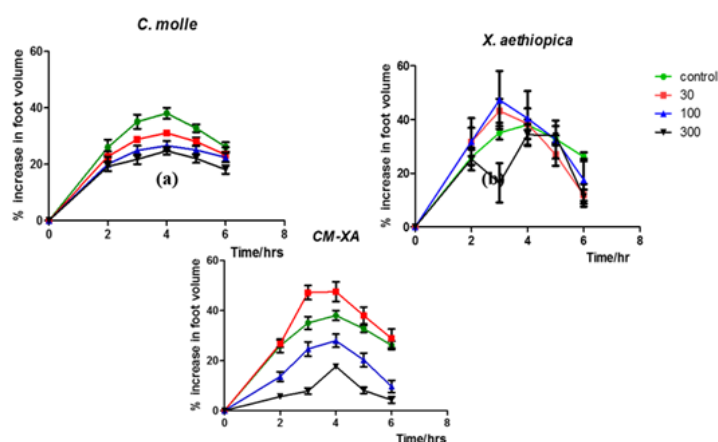 C. molle
60
40
20
0
% increase in foot volume
(a)
0 2 4 6 8
Time/hrs
X. aethiopica
60
40
20
0
% increase in foot volume
(b)
0 2 4 6 8
Time/hr
control
30
100
300
CM-XA
60
40
20
0
% increase in foot volume
0 2 4 6 8
Time/hrs